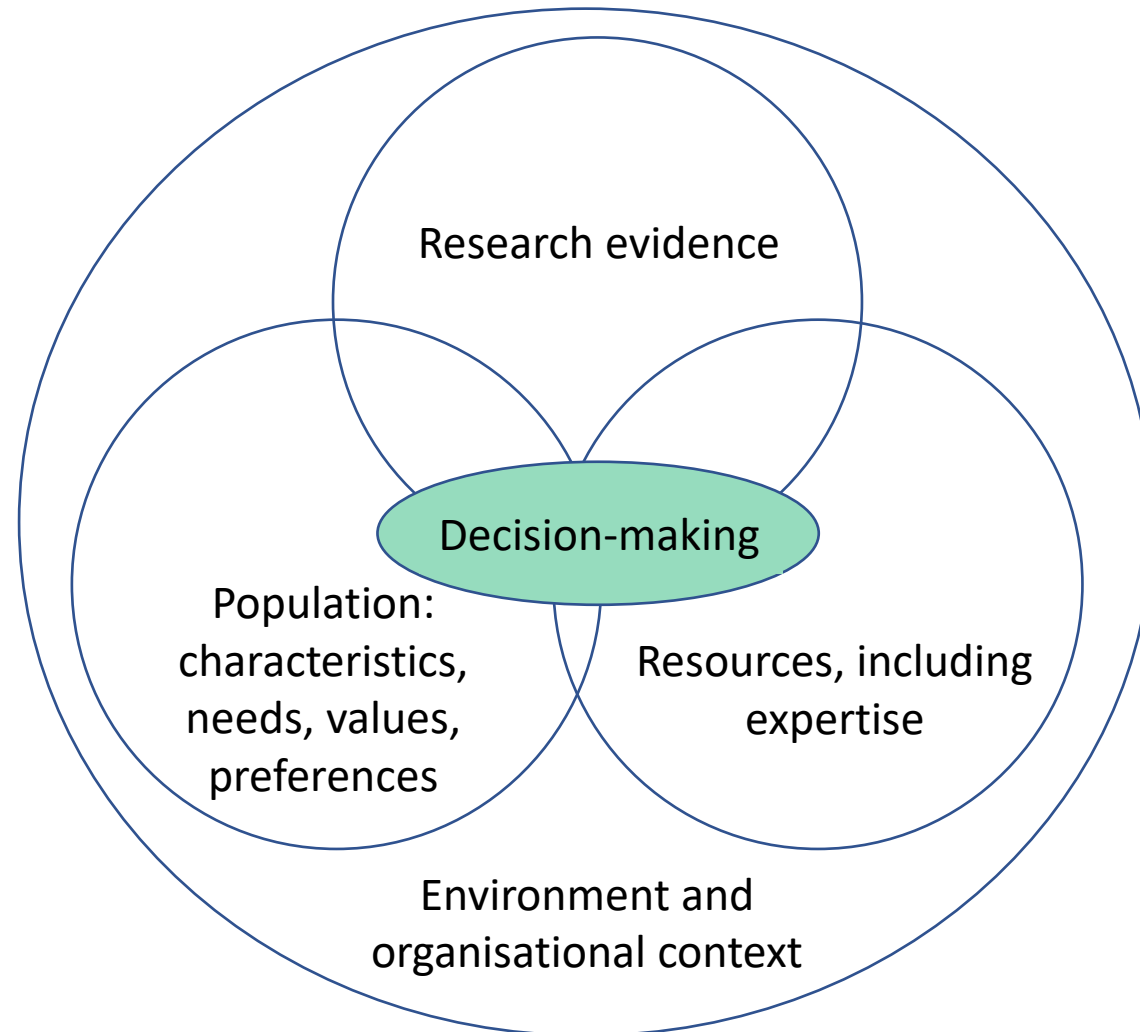 Research evidence
Decision-making
Population:
characteristics,
needs, values,
preferences
Resources, including
expertise
Environment and
organisational context